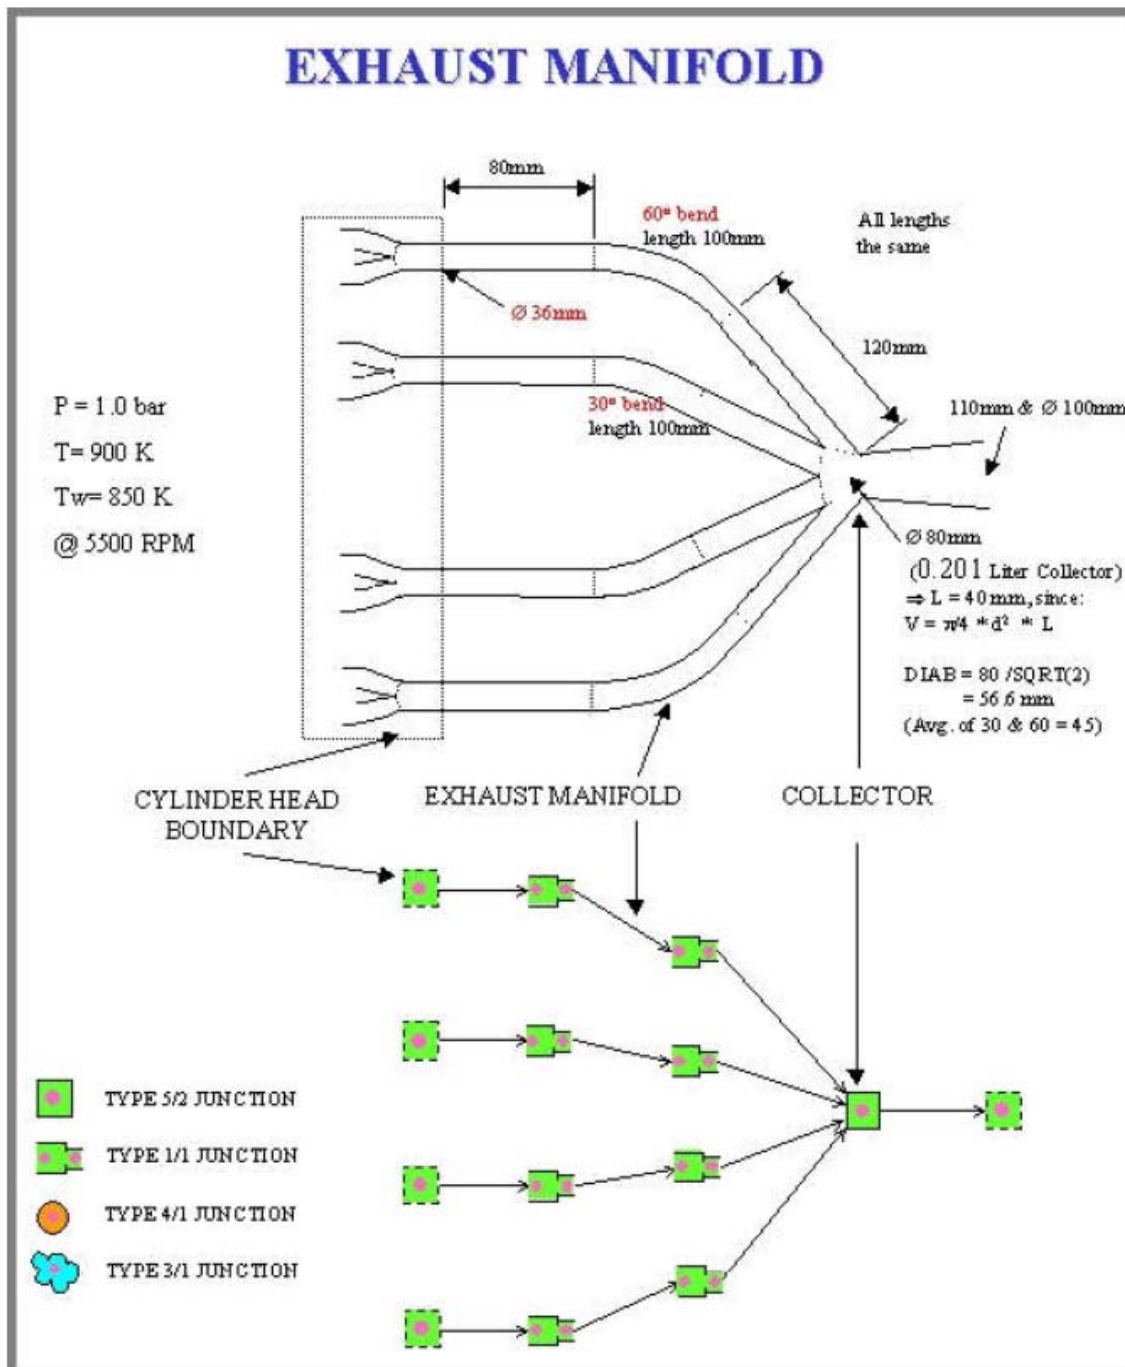 EXHAUST MANIFOLD
80mm
60° bend
length 100mm
All lengths
the same
Ø 36mm
120mm
30° bend
length 100mm
110mm & Ø 100mm
P = 1.0 bar
T= 900 K
Tw= 850 K
@ 5500 RPM
Ø 80mm
(0.201 Liter Collector)
⇒ L = 40 mm, since:
V = π/4 * d² * L
DIAB = 80 /SQRT(2)
= 56.6 mm
(Avg. of 30 & 60 = 45)
CYLINDER HEAD
BOUNDARY
EXHAUST MANIFOLD
COLLECTOR
TYPE 5/2 JUNCTION
TYPE 1/1 JUNCTION
TYPE 4/1 JUNCTION
TYPE 3/1 JUNCTION